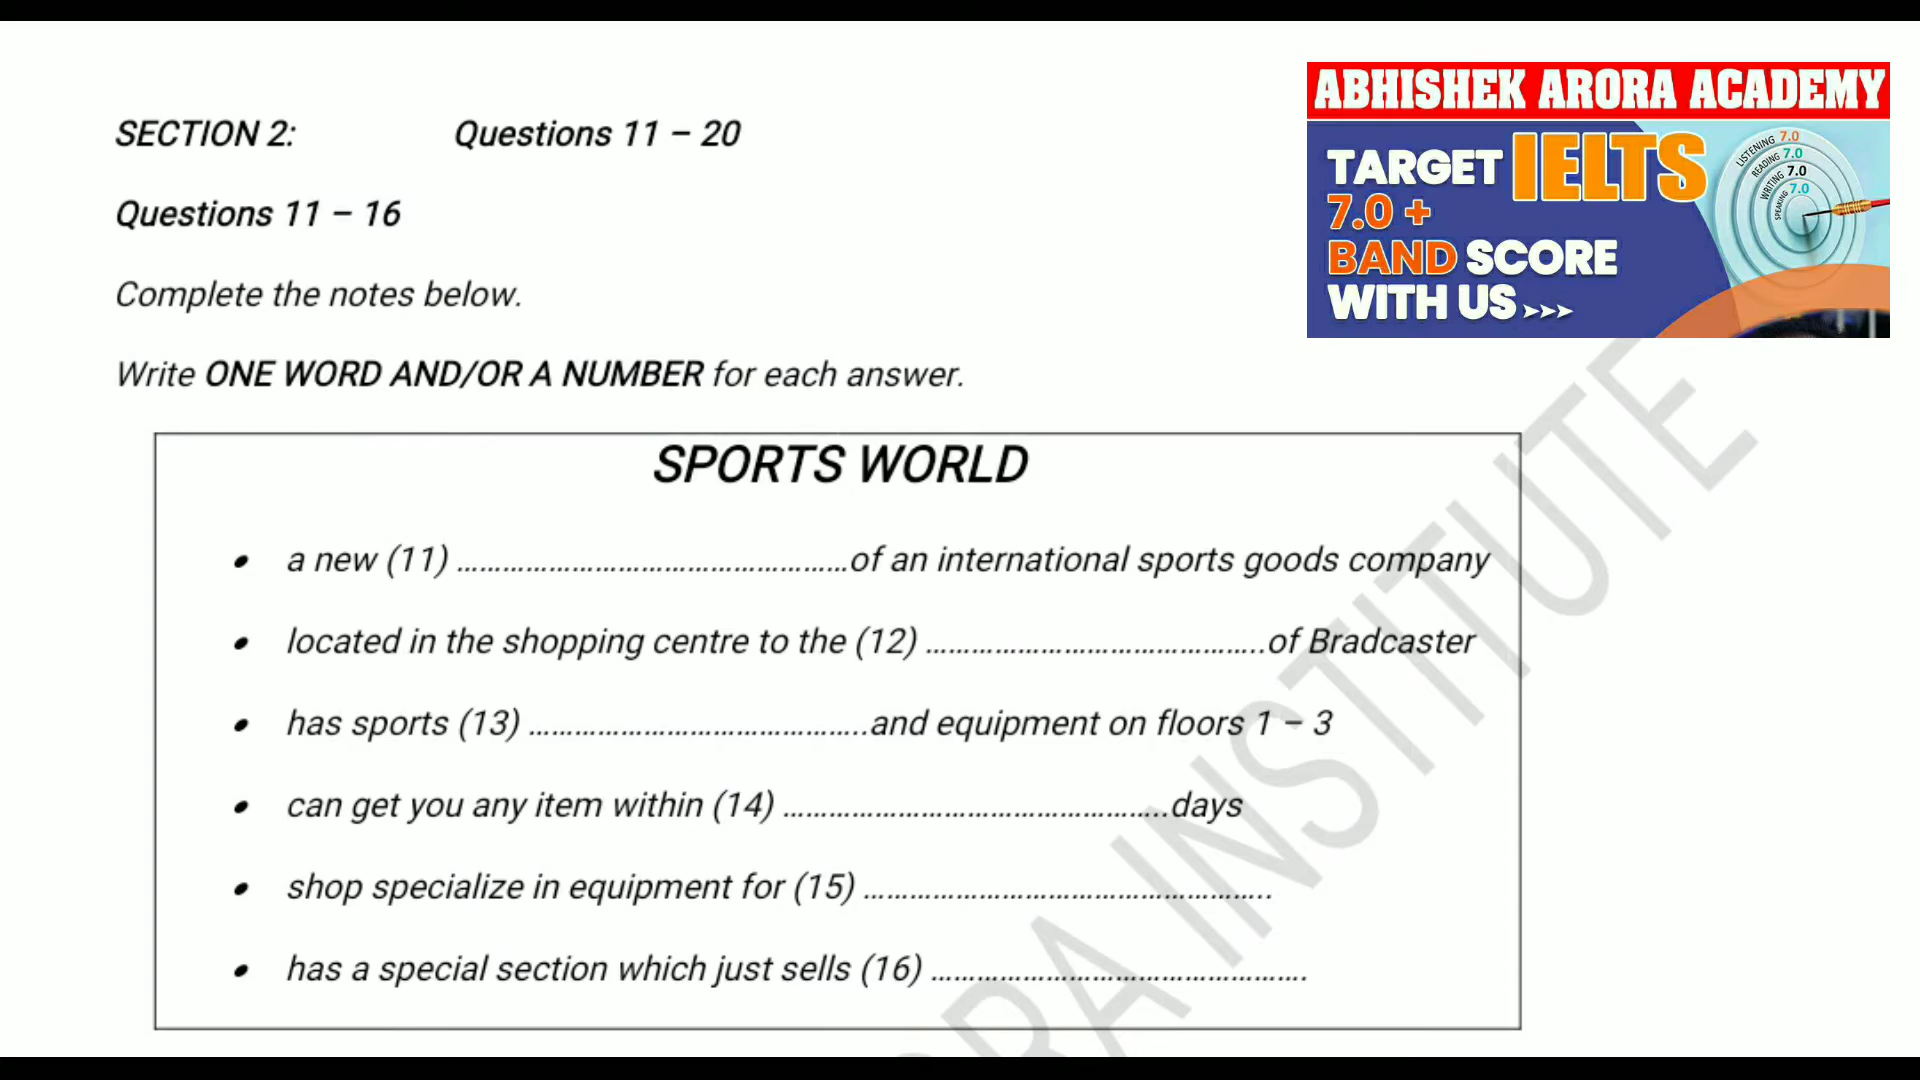 SECTION 2: Questions 11 – 20
Questions 11 – 16
Complete the notes below.
Write ONE WORD AND/OR A NUMBER for each answer.
SPORTS WORLD
• a new (11) ……………………………………of an international sports goods company
• located in the shopping centre to the (12) ………………………………..of Bradcaster
• has sports (13) ………………………………..and equipment on floors 1 – 3
• can get you any item within (14) ……………………………………..days
• shop specialize in equipment for (15) ………………………………………..
• has a special section which just sells (16) …………………………………….
ABHISHEK ARORA ACADEMY
TARGET IELTS
7.0 +
BAND SCORE
WITH US >>>
LISTENING 7.0
READING 7.0
WRITING 7.0
SPEAKING 7.0
RA INSTITUTE